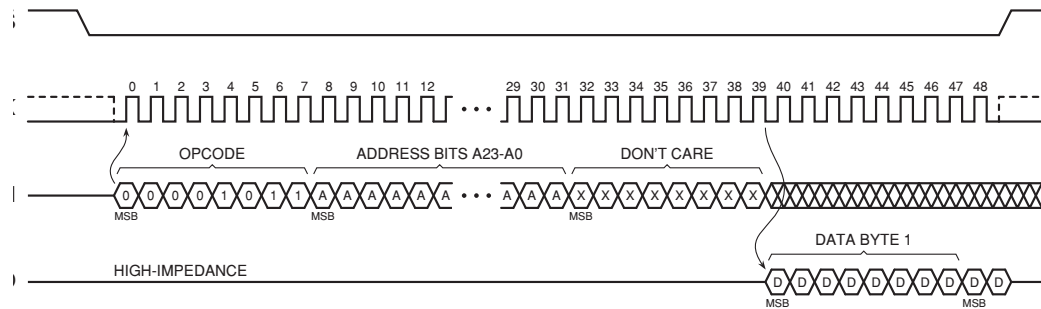 0 1 2 3 4 5 6 7 8 9 10 11 12 29 30 31 32 33 34 35 36 37 38 39 40 41 42 43 44 45 46 47 48
OPCODE ADDRESS BITS A23-A0 DON'T CARE
0 0 0 0 1 0 1 1 A A A A A A A A A X X X X X X X X
MSB MSB MSB
DATA BYTE 1
HIGH-IMPEDANCE
D D D D D D D D D D
MSB MSB